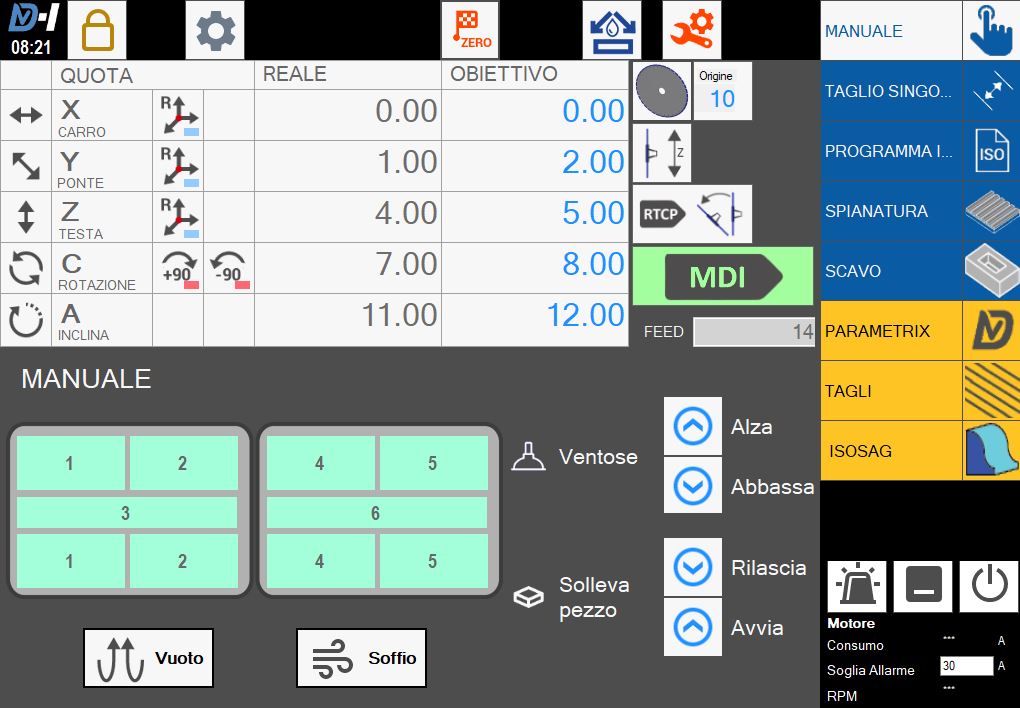 D-I
08:21
ZERO
MANUALE
QUOTA REALE OBIETTIVO
Origine
10
X
CARRO
R
0.00 0.00
TAGLIO SINGO...
Y
PONTE
R
1.00 2.00
Z
PROGRAMMA I...
ISO
Z
TESTA
R
4.00 5.00
RTCP
SPIANATURA
C
ROTAZIONE
+90 -90
7.00 8.00
MDI
SCAVO
A
INCLINA
11.00 12.00
FEED 14
PARAMETRIX
D
TAGLI
ISOSAG
MANUALE
1 2 4 5
3 6
1 2 4 5
Ventose
Alza
Abbassa
Solleva
pezzo
Rilascia
Avvia
Vuoto
Soffio
Motore
Consumo *** A
Soglia Allarme 30 A
RPM ***